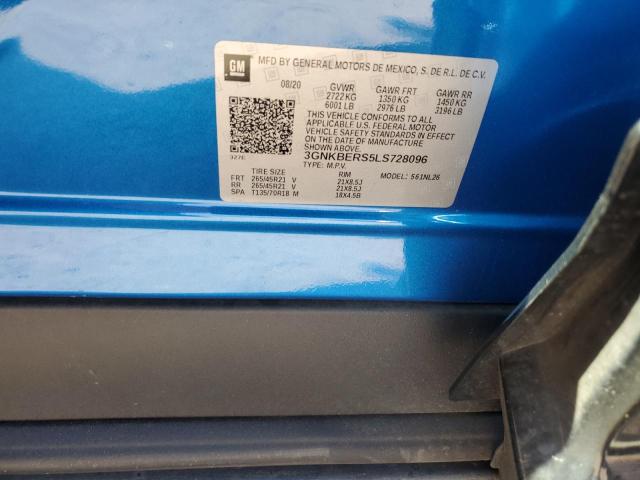 GM
MFD BY GENERAL MOTORS DE MEXICO, S. DE R.L. DE C.V.
08/20 GVWR GAWR FRT GAWR RR
2722 KG 1350 KG 1450 KG
6001 LB 2976 LB 3196 LB
THIS VEHICLE CONFORMS TO ALL
APPLICABLE U.S. FEDERAL MOTOR
VEHICLE SAFETY STANDARDS IN EFFECT
ON THE DATE OF MANUFACTURE SHOWN ABOVE.
327E 3GNKBERS5LS728096
TYPE: M.P.V. MODEL: 561NL26
TIRE SIZE RIM
FRT 265/45R21 V 21X8.5J
RR 265/45R21 V 21X8.5J
SPA T135/70R18 M 18X4.5B